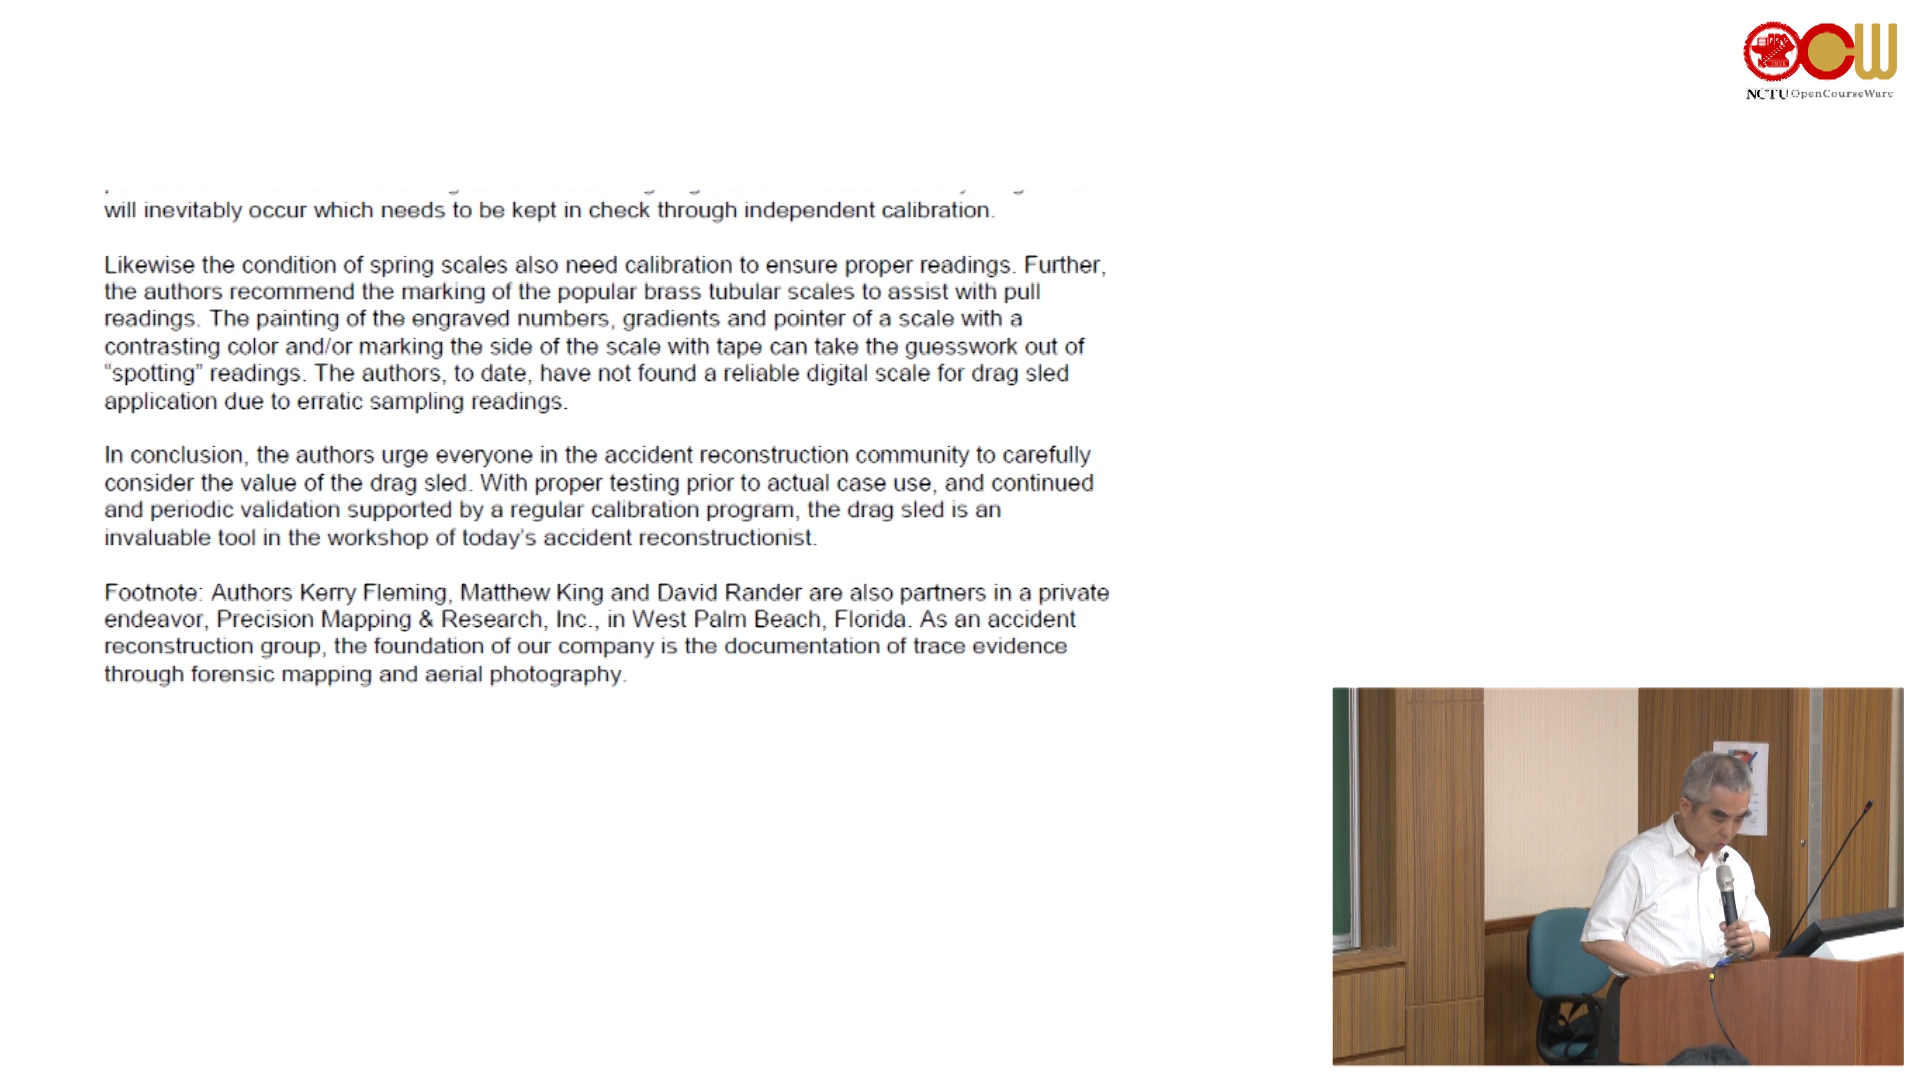 NCTU OpenCourseWare
will inevitably occur which needs to be kept in check through independent calibration.
Likewise the condition of spring scales also need calibration to ensure proper readings. Further,
the authors recommend the marking of the popular brass tubular scales to assist with pull
readings. The painting of the engraved numbers, gradients and pointer of a scale with a
contrasting color and/or marking the side of the scale with tape can take the guesswork out of
“spotting” readings. The authors, to date, have not found a reliable digital scale for drag sled
application due to erratic sampling readings.
In conclusion, the authors urge everyone in the accident reconstruction community to carefully
consider the value of the drag sled. With proper testing prior to actual case use, and continued
and periodic validation supported by a regular calibration program, the drag sled is an
invaluable tool in the workshop of today’s accident reconstructionist.
Footnote: Authors Kerry Fleming, Matthew King and David Rander are also partners in a private
endeavor, Precision Mapping & Research, Inc., in West Palm Beach, Florida. As an accident
reconstruction group, the foundation of our company is the documentation of trace evidence
through forensic mapping and aerial photography.